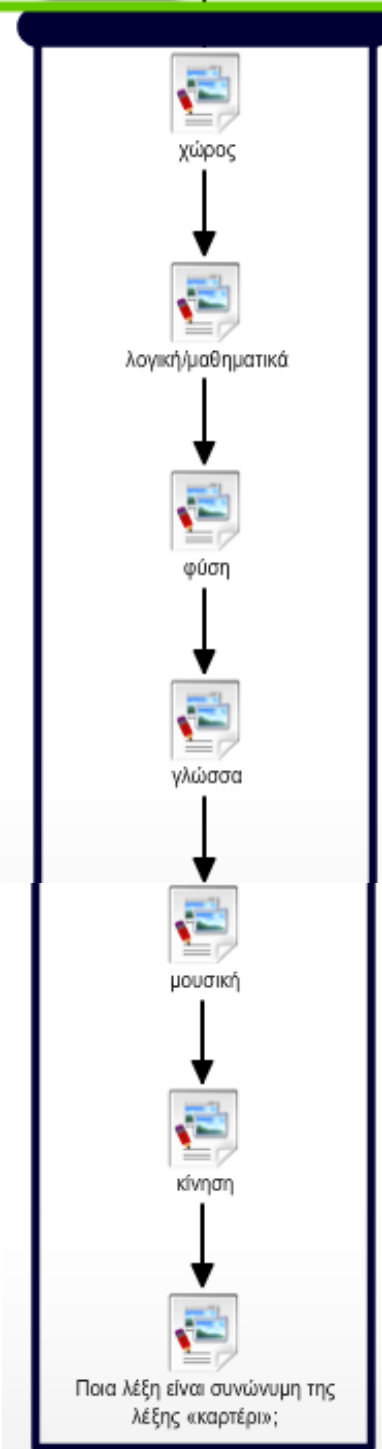 χώρος
λογική/μαθηματικά
φύση
γλώσσα
μουσική
κίνηση
Ποια λέξη είναι συνώνυμη της
λέξης «καρτέρι»;